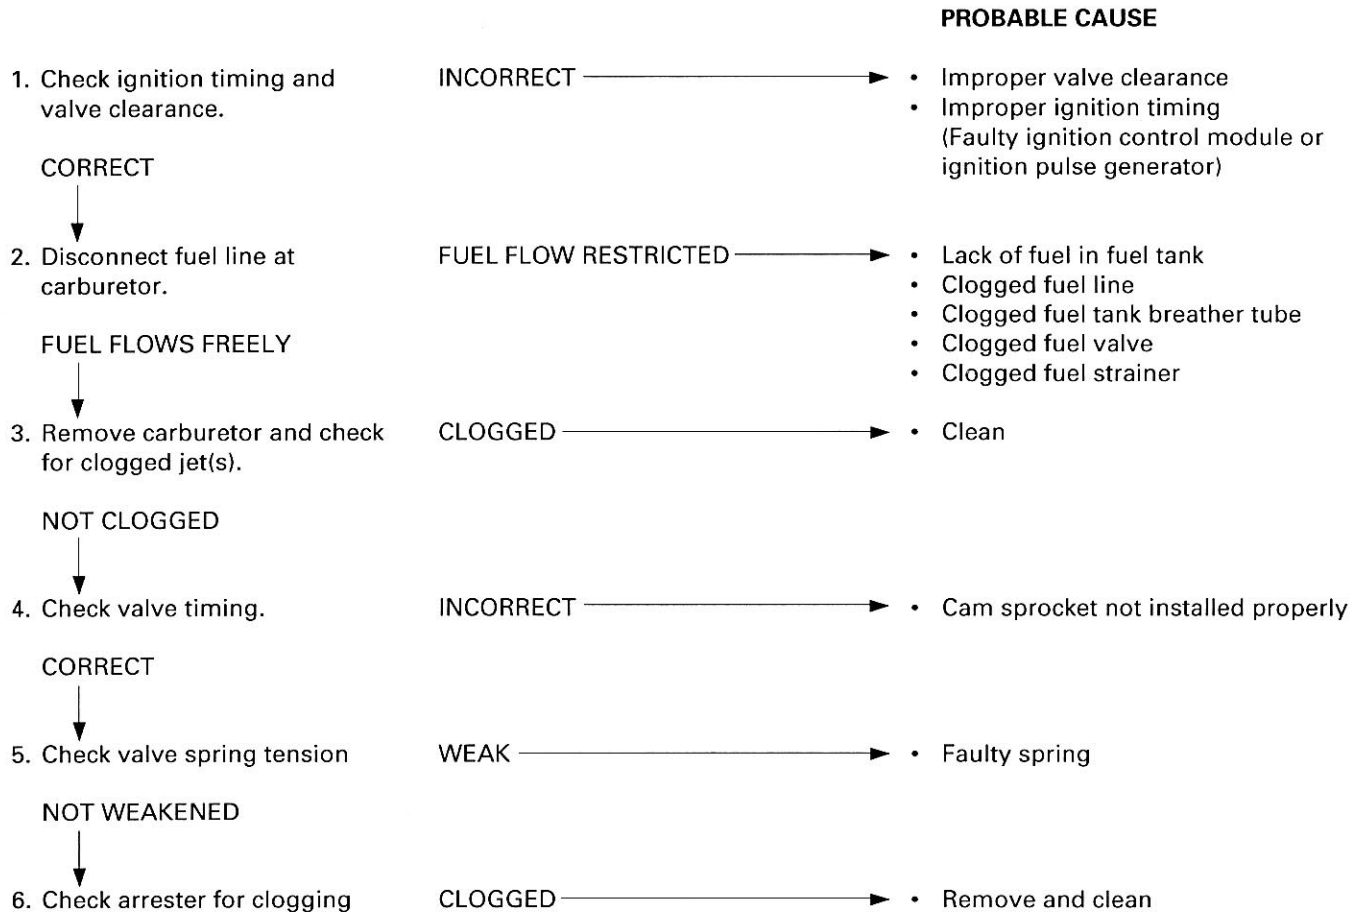 PROBABLE CAUSE
1. Check ignition timing and
valve clearance.
INCORRECT
• Improper valve clearance
• Improper ignition timing
(Faulty ignition control module or
ignition pulse generator)
CORRECT
2. Disconnect fuel line at
carburetor.
FUEL FLOW RESTRICTED
• Lack of fuel in fuel tank
• Clogged fuel line
• Clogged fuel tank breather tube
• Clogged fuel valve
• Clogged fuel strainer
FUEL FLOWS FREELY
3. Remove carburetor and check
for clogged jet(s).
CLOGGED
• Clean
NOT CLOGGED
4. Check valve timing.
INCORRECT
• Cam sprocket not installed properly
CORRECT
5. Check valve spring tension
WEAK
• Faulty spring
NOT WEAKENED
6. Check arrester for clogging
CLOGGED
• Remove and clean